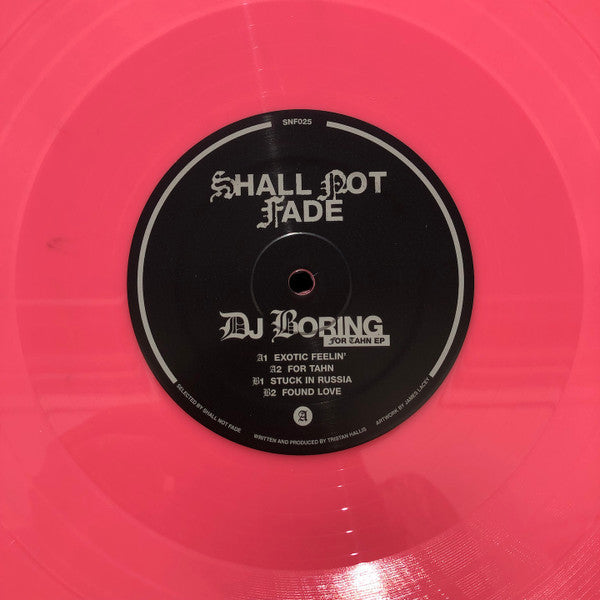 SNF025
SHALL NOT
FADE
DJ BORING
FOR TAHN EP
A1 EXOTIC FEELIN'
A2 FOR TAHN
B1 STUCK IN RUSSIA
B2 FOUND LOVE
A
SELECTED BY SHALL NOT FADE
WRITTEN AND PRODUCED BY TRISTAN HALLIS
ARTWORK BY JAMES LACEY